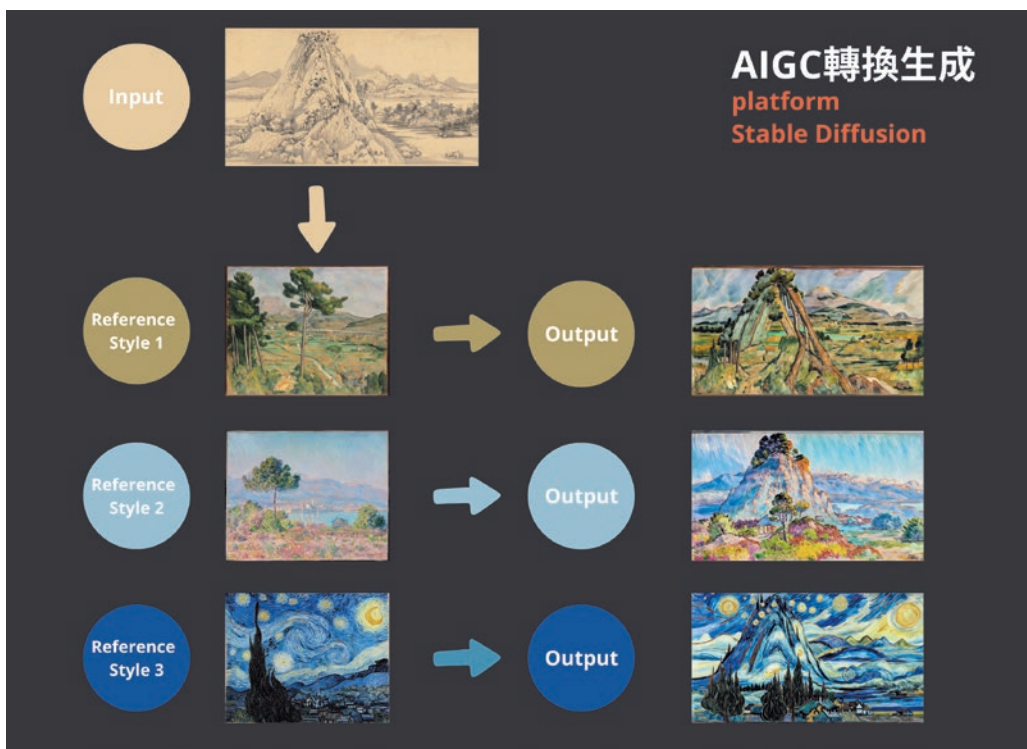 Input
AIGC轉換生成
platform
Stable Diffusion
Reference
Style 1
Output
Reference
Style 2
Output
Reference
Style 3
Output